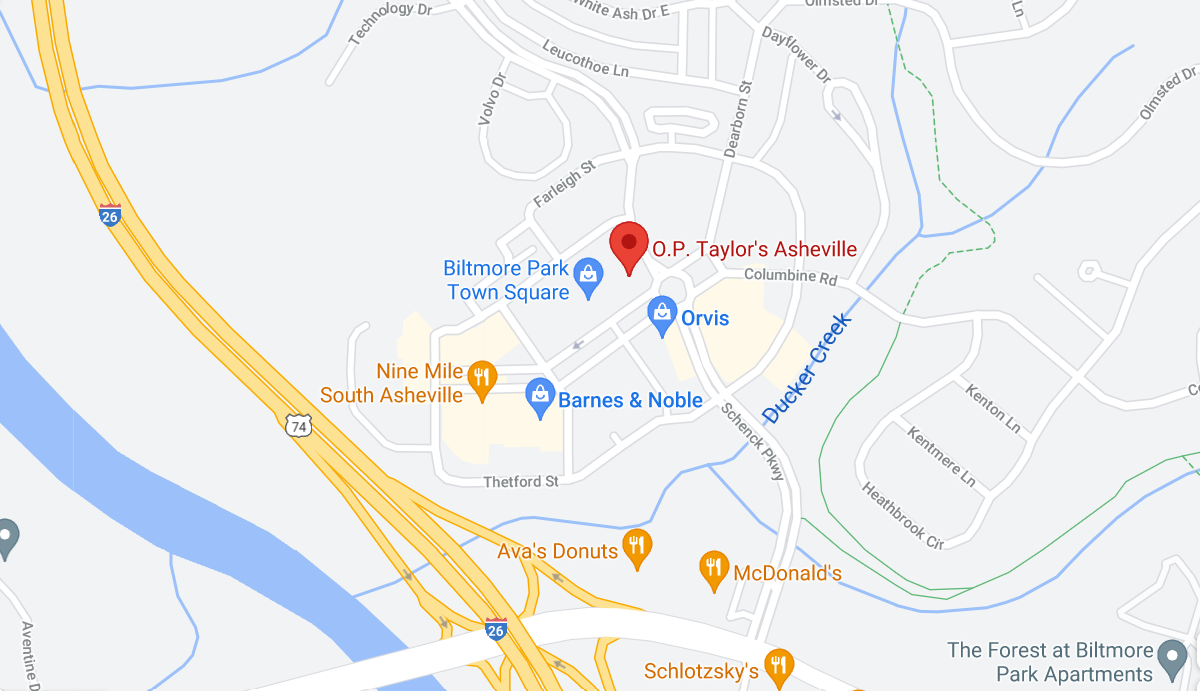 Technology Dr
White Ash Dr E
Olmsted Dr
Ln
Leucothoe Ln
Dayflower Dr
Volvo Dr
Dearborn St
Olmsted Dr
Farleigh St
26
O.P. Taylor's Asheville
Biltmore Park
Town Square
Columbine Rd
Orvis
Ducker Creek
Nine Mile
South Asheville
Barnes & Noble
Kenton Ln
74
Schenck Pkwy
Kentmere Ln
Thetford St
Heathbrook Cir
Ava's Donuts
McDonald's
26
Aventine D
The Forest at Biltmore
Park Apartments
Schlotzsky's